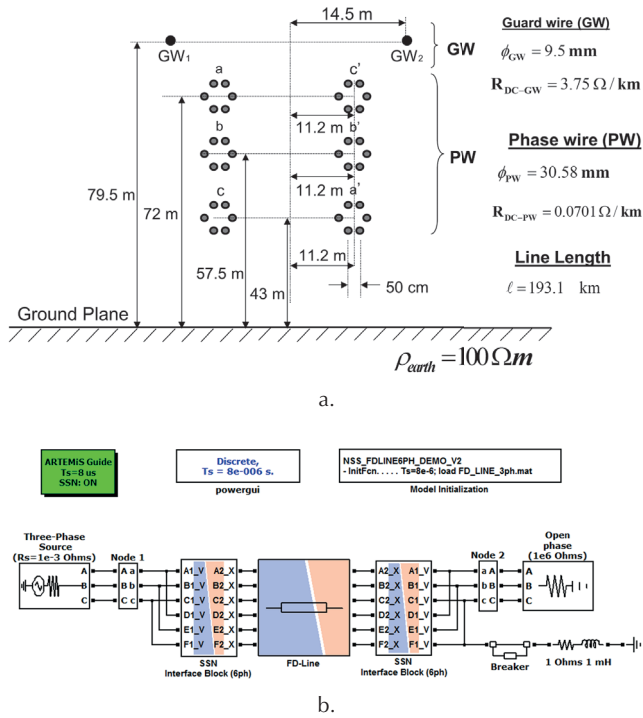 14.5 m
GW₁
GW₂
GW
a
c'
11.2 m
b
b'
PW
11.2 m
c
a'
79.5 m
72 m
57.5 m
43 m
11.2 m
50 cm
Ground Plane
Guard wire (GW)
ϕGW = 9.5 mm
RDC−GW = 3.75 Ω / km
Phase wire (PW)
ϕPW = 30.58 mm
RDC−PW = 0.0701 Ω / km
Line Length
ℓ = 193.1 km
ρearth = 100 Ωm
a.
ARTEMiS Guide
Ts=8 us
SSN: ON
Discrete,
Ts = 8e-006 s.
powergui
NSS_FDLINE6PH_DEMO_V2
- InitFcn. . . . . Ts=8e-6; load FD_LINE_3ph.mat
Model Initialization
Three-Phase
Source
(Rs=1e-3 Ohms)
A
B
C
Node 1
A a
B b
C c
A1_V A2_X
B1_V B2_X
C1_V C2_X
D1_V D2_X
E1_V E2_X
F1_V F2_X
SSN
Interface Block (6ph)
FD-Line
A2_X A1_V
B2_X B1_V
C2_X C1_V
D2_X D1_V
E2_X E1_V
F2_X F1_V
SSN
Interface Block (6ph)
Node 2
a A
b B
c C
Open
phase
(1e6 Ohms)
A
B
C
Breaker
1 Ohms 1 mH
b.